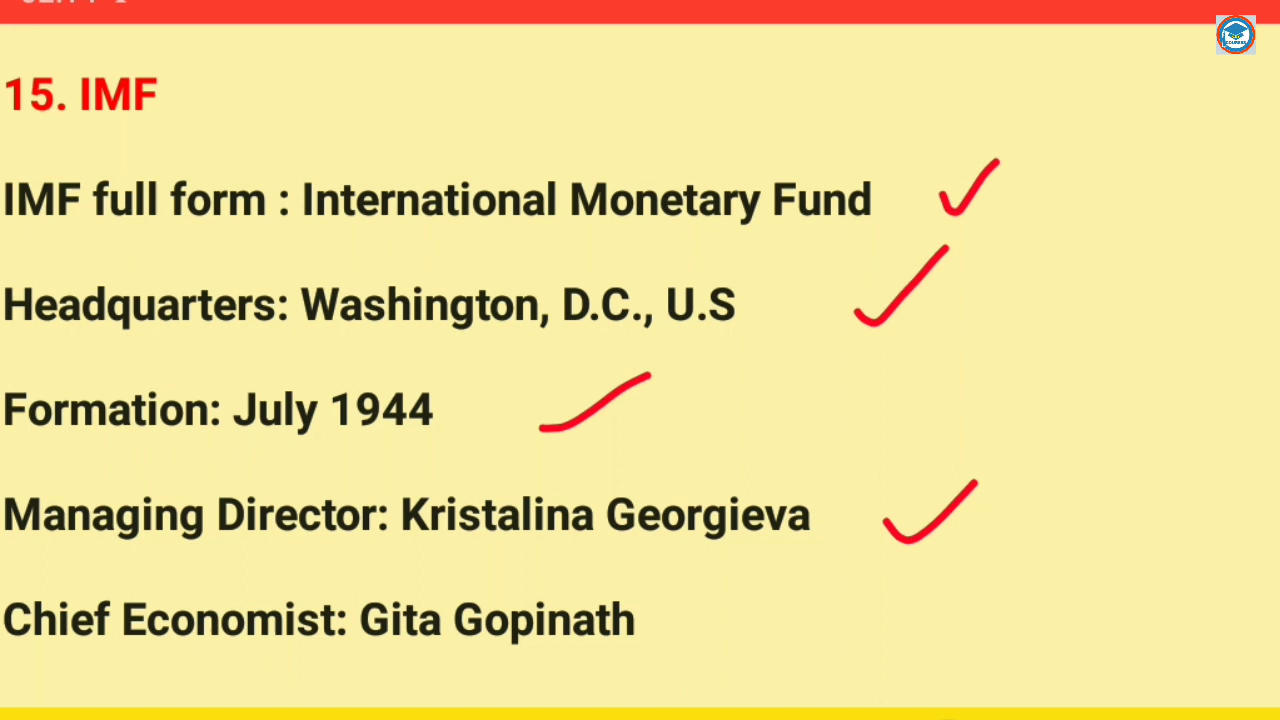 15. IMF
IMF full form : International Monetary Fund
Headquarters: Washington, D.C., U.S
Formation: July 1944
Managing Director: Kristalina Georgieva
Chief Economist: Gita Gopinath